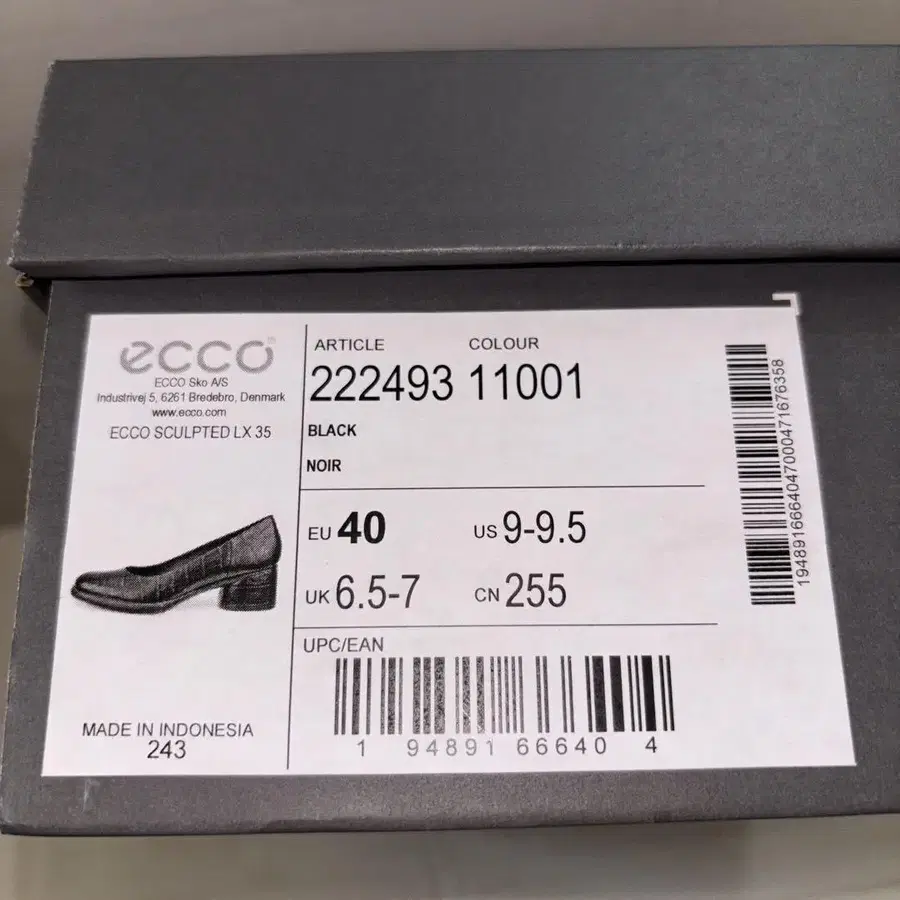 ecco
ECCO Sko A/S
Industrivej 5, 6261 Bredebro, Denmark
www.ecco.com
ECCO SCULPTED LX 35
MADE IN INDONESIA
243
ARTICLE COLOUR
222493 11001
BLACK
NOIR
EU 40 US 9-9.5
UK 6.5-7 CN 255
UPC/EAN
1 94891 66640 4
1948916664047000471676358